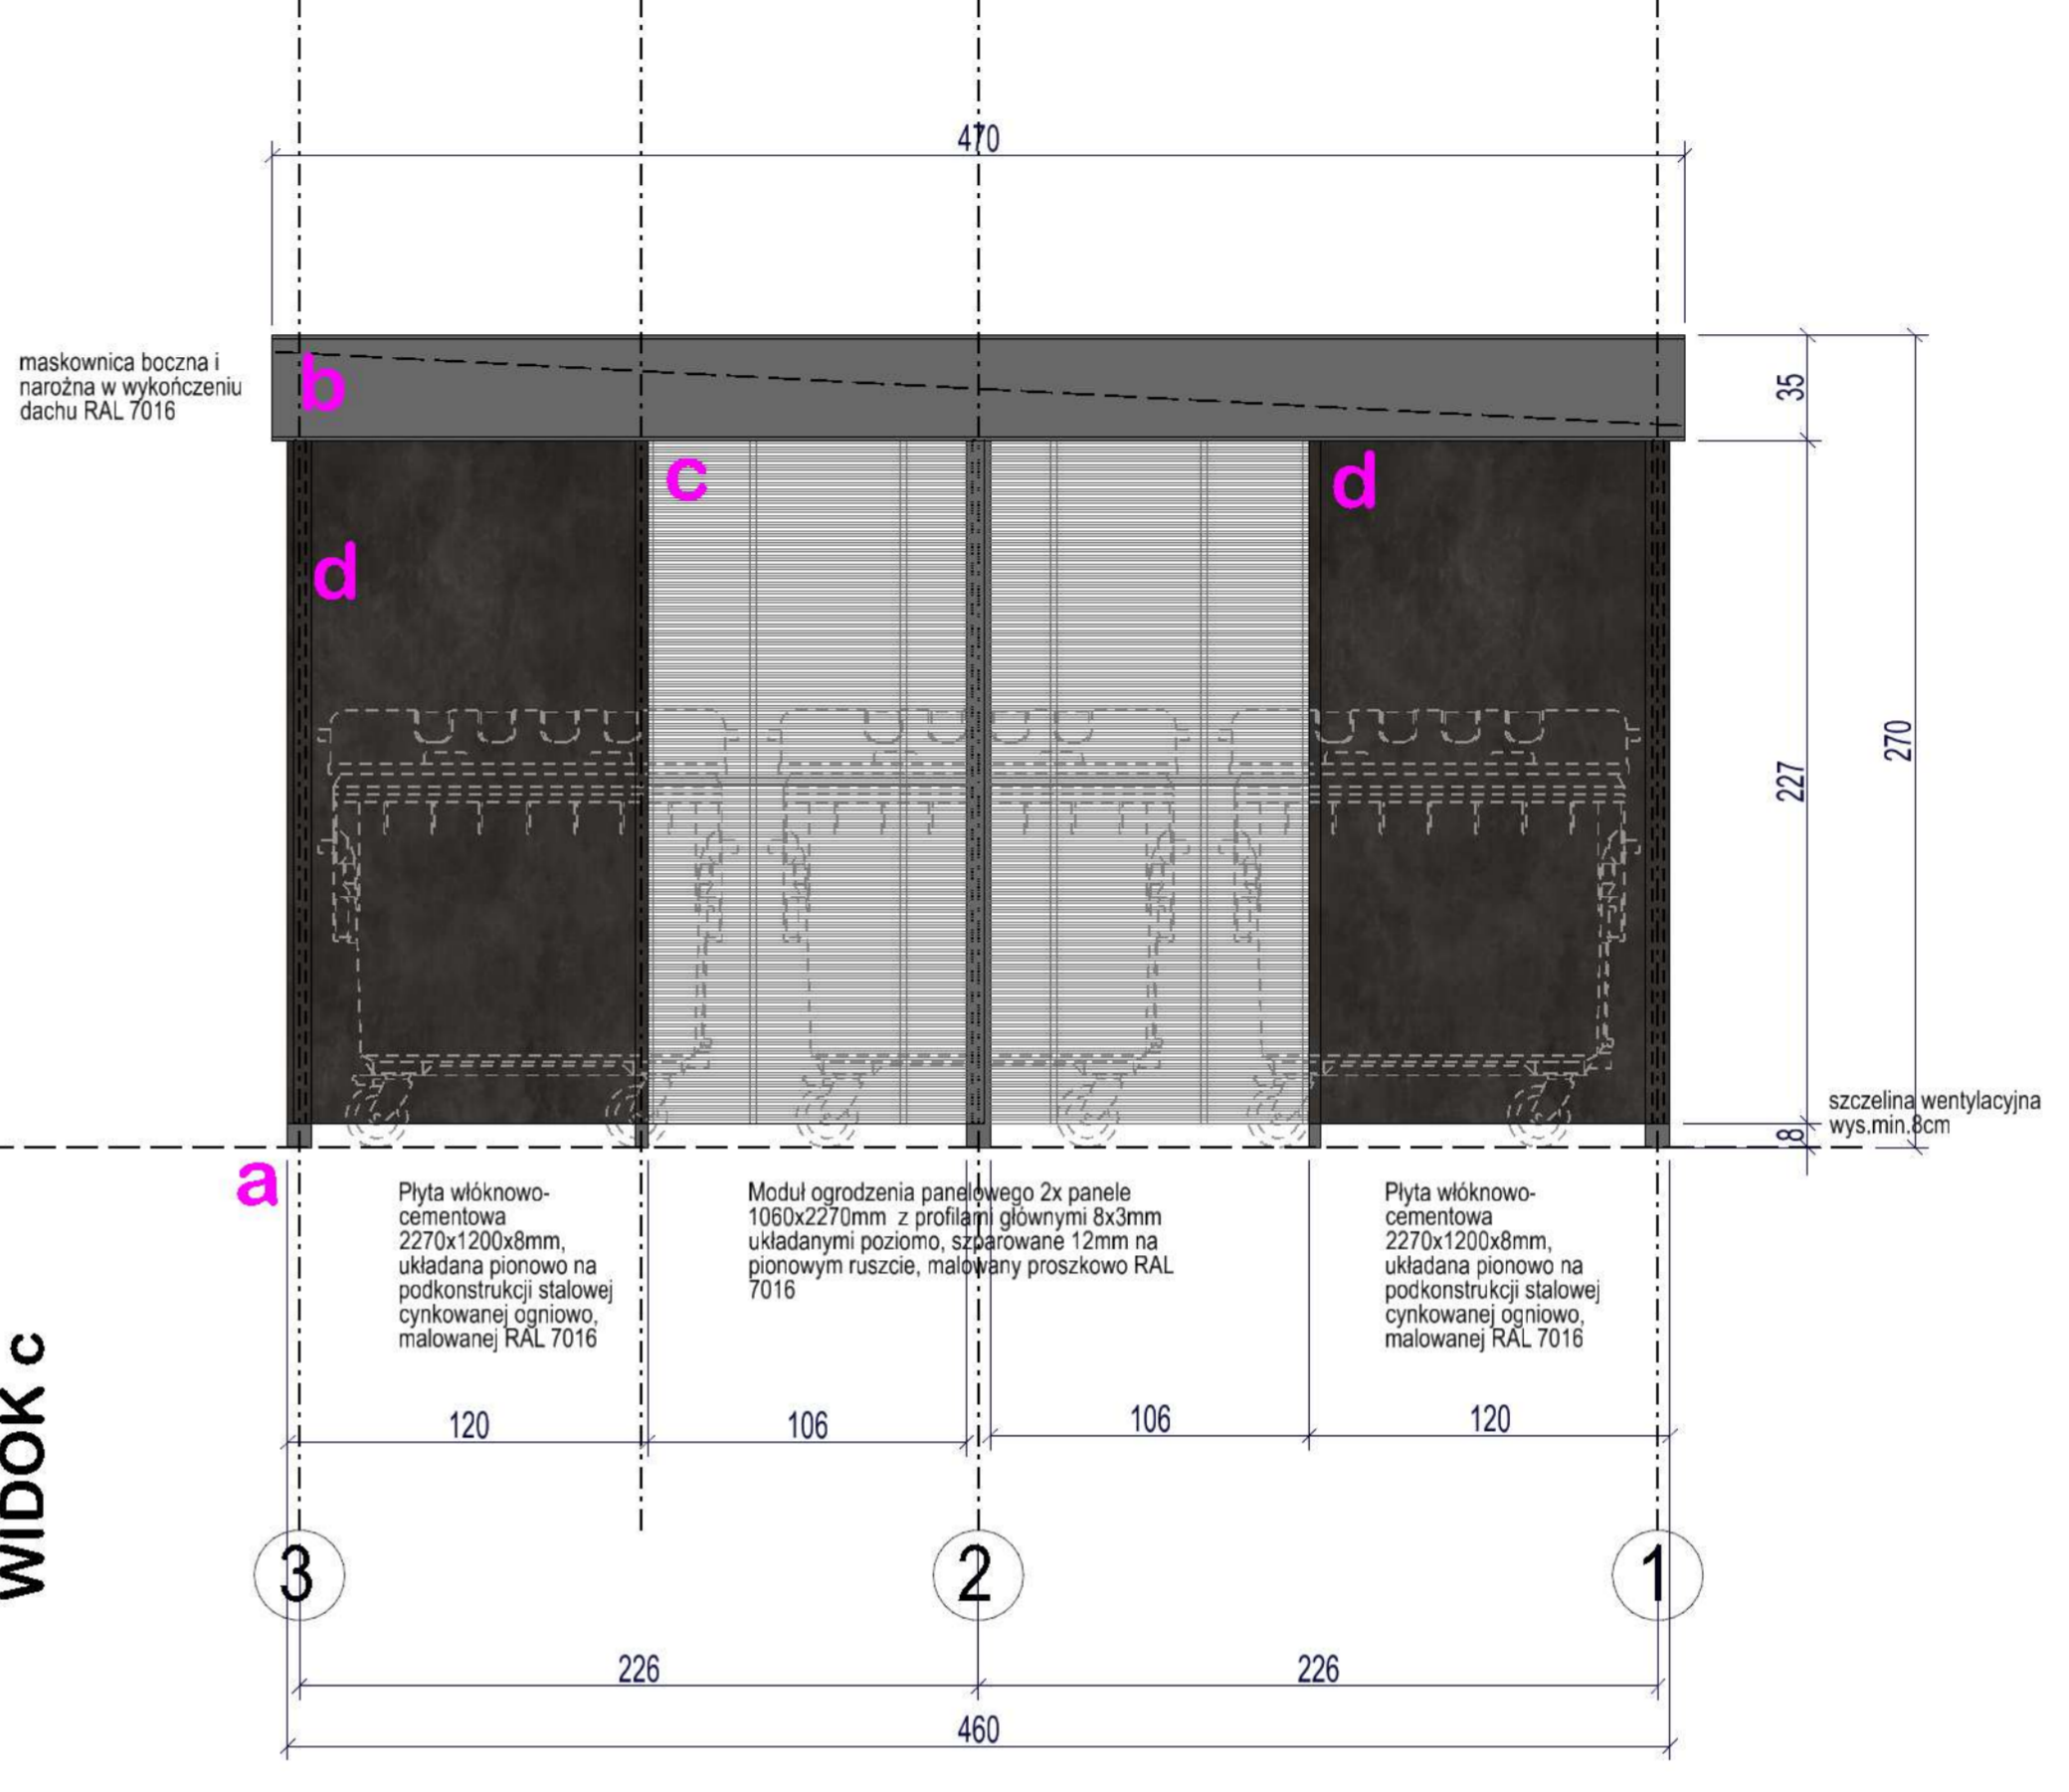 470
maskownica boczna i
narożna w wykończeniu
dachu RAL 7016
b
35
c
d
d
227
270
szczelina wentylacyjna
wys.min.8cm
8
a
Płyta włóknowo-
cementowa
2270x1200x8mm,
układana pionowo na
podkonstrukcji stalowej
cynkowanej ogniowo,
malowanej RAL 7016
Moduł ogrodzenia panelowego 2x panele
1060x2270mm z profilami głównymi 8x3mm
układanymi poziomo, szparowane 12mm na
pionowym ruszcie, malowany proszkowo RAL
7016
Płyta włóknowo-
cementowa
2270x1200x8mm,
układana pionowo na
podkonstrukcji stalowej
cynkowanej ogniowo,
malowanej RAL 7016
WIDOK c
120
106
106
120
3
2
1
226
226
460